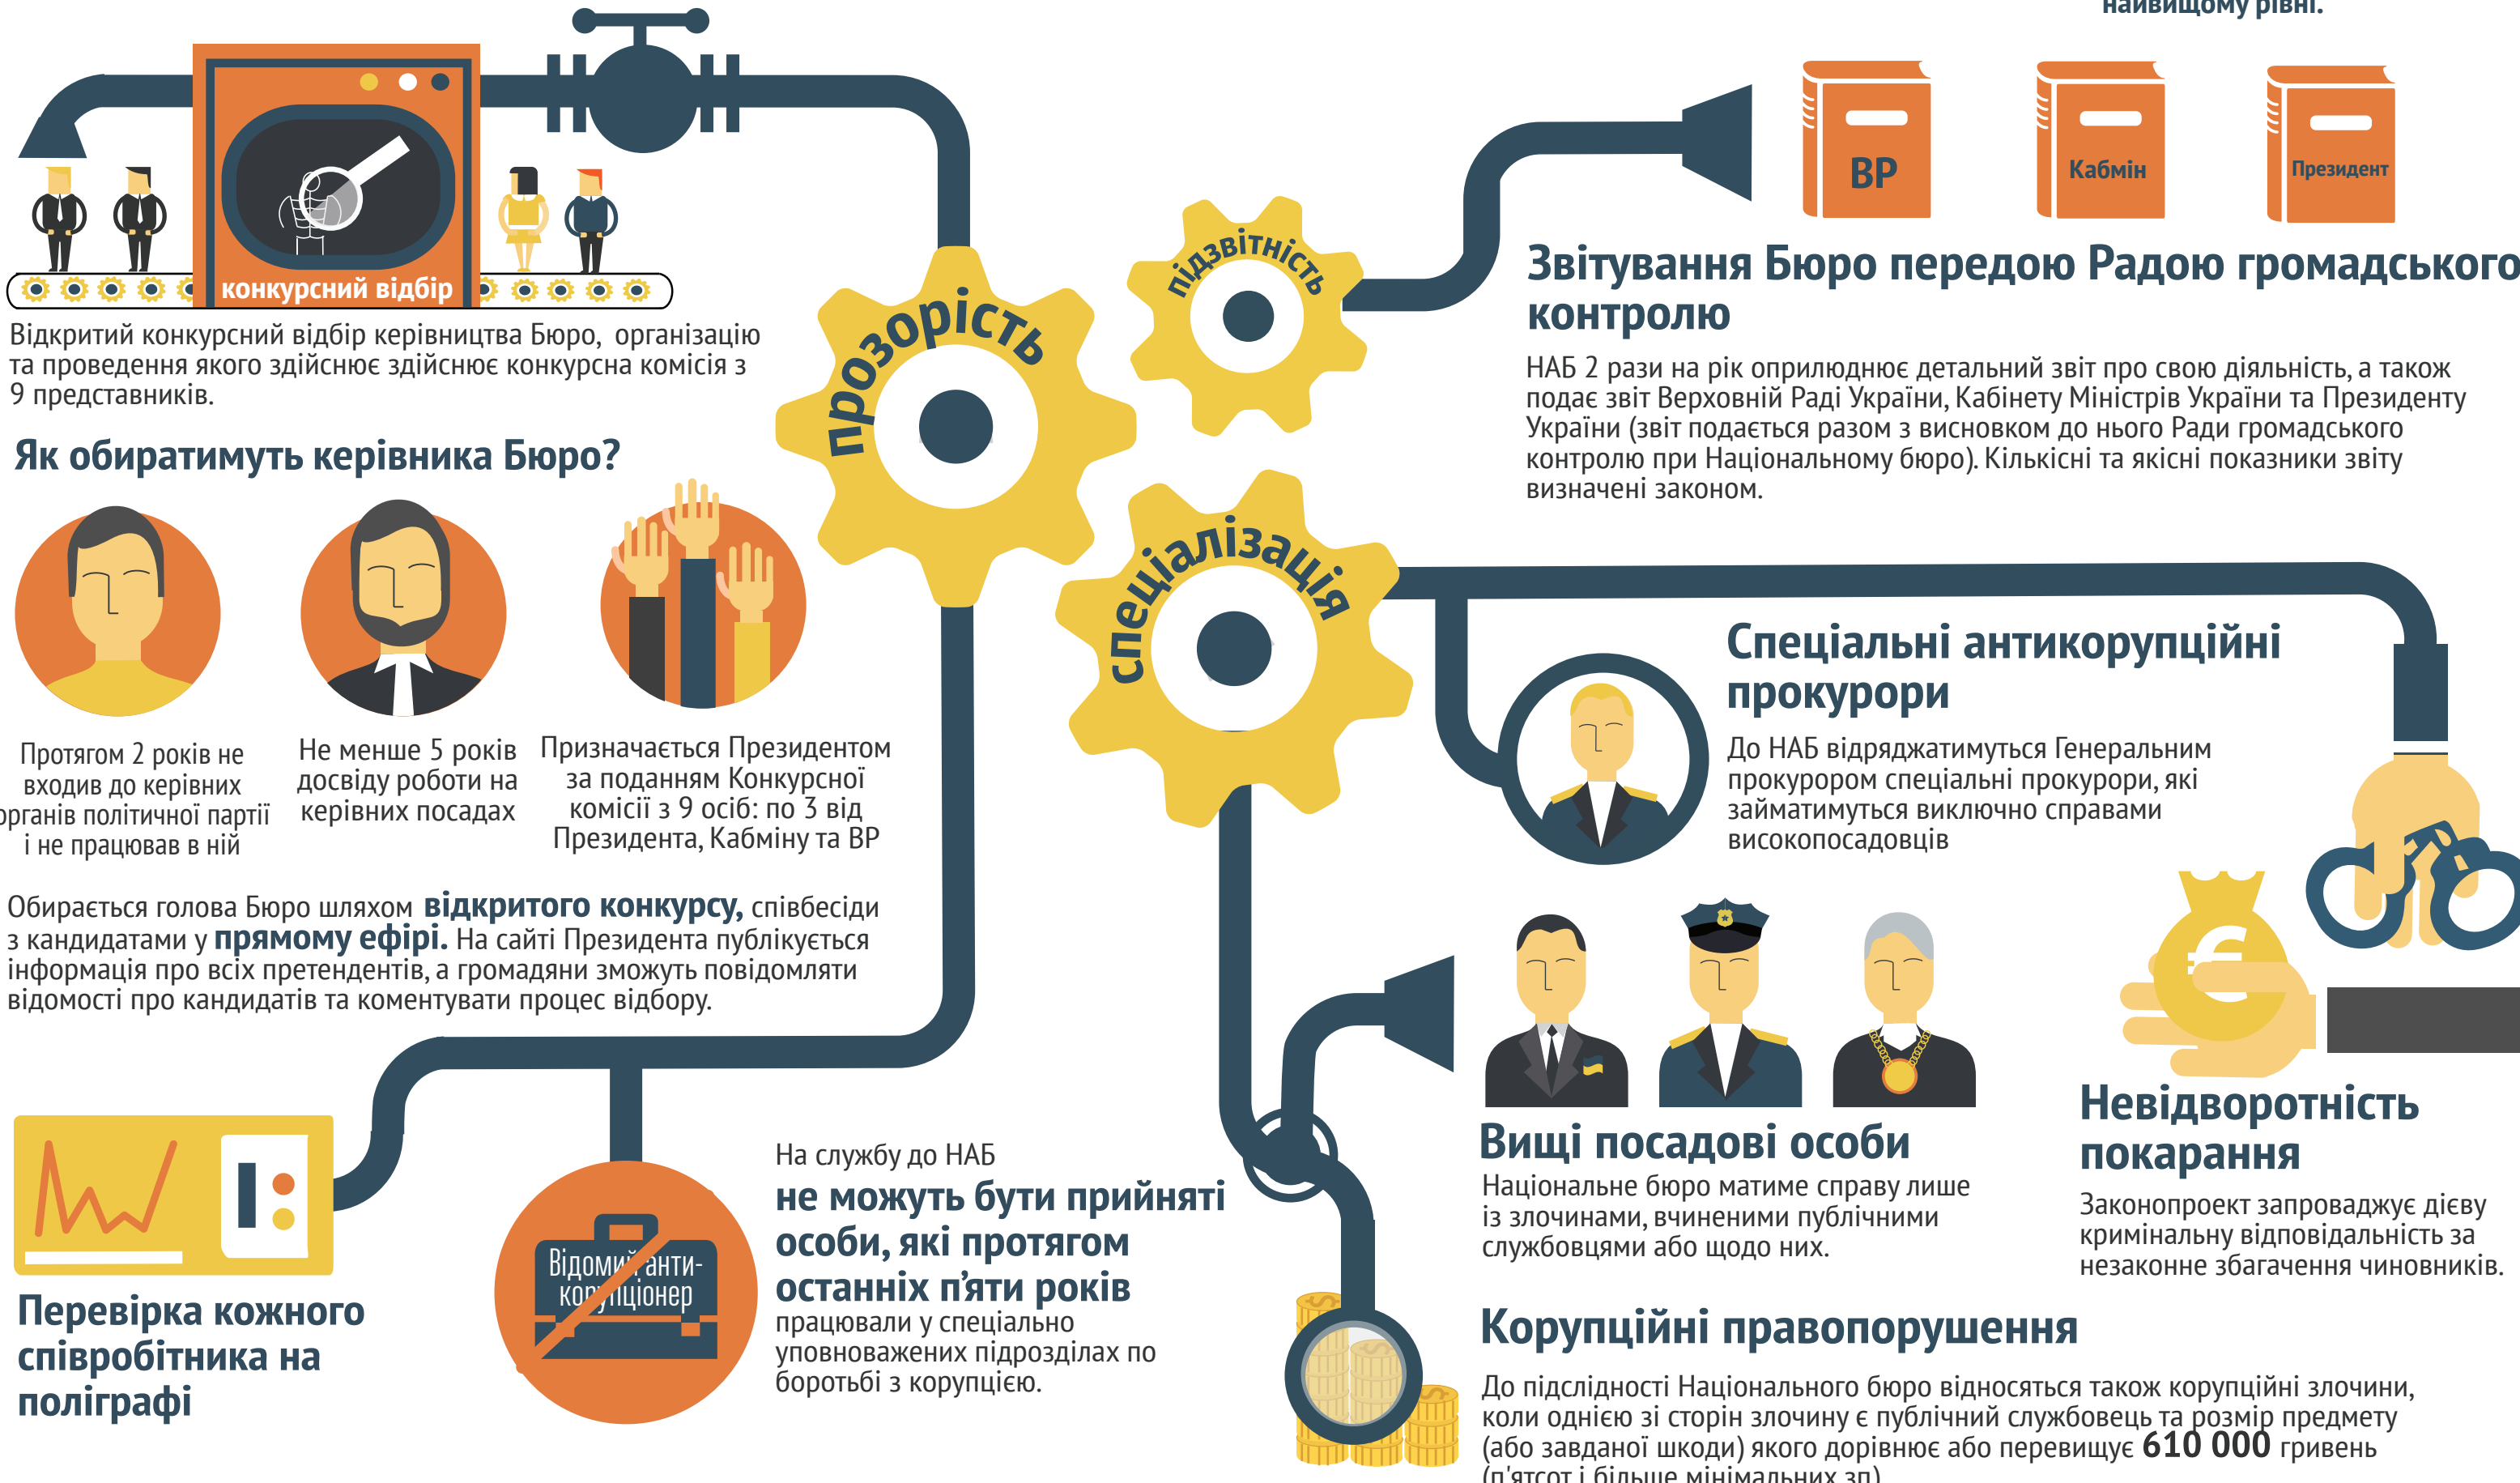 найвищому рівні.
конкурсний відбір
Відкритий конкурсний відбір керівництва Бюро, організацію
та проведення якого здійснює здійснює конкурсна комісія з
9 представників.
Як обиратимуть керівника Бюро?
Протягом 2 років не
входив до керівних
органів політичної партії
і не працював в ній
Не менше 5 років
досвіду роботи на
керівних посадах
Призначається Президентом
за поданням Конкурсної
комісії з 9 осіб: по 3 від
Президента, Кабміну та ВР
Обирається голова Бюро шляхом відкритого конкурсу, співбесіди
з кандидатами у прямому ефірі. На сайті Президента публікується
інформація про всіх претендентів, а громадяни зможуть повідомляти
відомості про кандидатів та коментувати процес відбору.
Перевірка кожного
співробітника на
поліграфі
Відомий анти-
корупціонер
На службу до НАБ
не можуть бути прийняті
особи, які протягом
останніх п'яти років
працювали у спеціально
уповноважених підрозділах по
боротьбі з корупцією.
прозорість
підзвітність
спеціалізація
ВР
Кабмін
Президент
Звітування Бюро передою Радою громадського
контролю
НАБ 2 рази на рік оприлюднює детальний звіт про свою діяльність, а також
подає звіт Верховній Раді України, Кабінету Міністрів України та Президенту
України (звіт подається разом з висновком до нього Ради громадського
контролю при Національному бюро). Кількісні та якісні показники звіту
визначені законом.
Спеціальні антикорупційні
прокурори
До НАБ відряджатимуться Генеральним
прокурором спеціальні прокурори, які
займатимуться виключно справами
високопосадовців
€
Вищі посадові особи
Національне бюро матиме справу лише
із злочинами, вчиненими публічними
службовцями або щодо них.
Невідворотність
покарання
Законопроект запроваджує дієву
кримінальну відповідальність за
незаконне збагачення чиновників.
Корупційні правопорушення
До підслідності Національного бюро відносяться також корупційні злочини,
коли однією зі сторін злочину є публічний службовець та розмір предмету
(або завданої шкоди) якого дорівнює або перевищує 610 000 гривень
(п'ятсот і більше мінімальних зп)